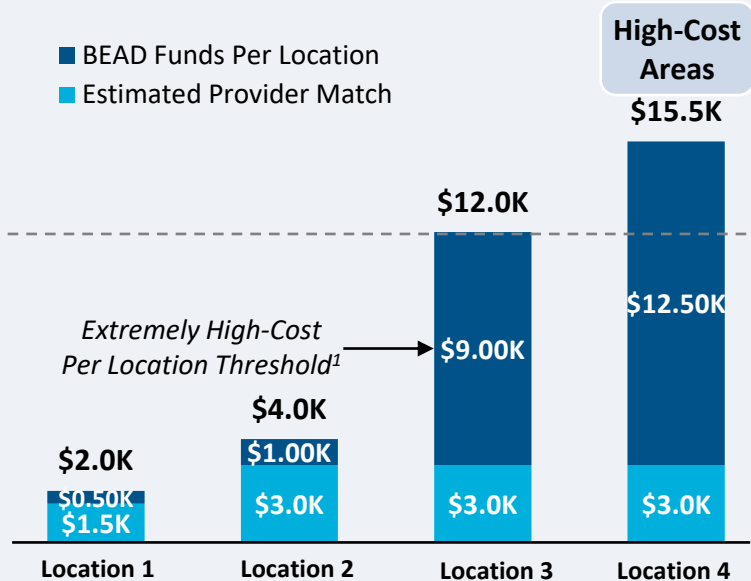 High-Cost
Areas
BEAD Funds Per Location
Estimated Provider Match
$15.5K
$12.0K
$12.50K
Extremely High-Cost
Per Location Threshold1
$9.00K
$4.0K
$1.00K
$2.0K
$0.50K
$1.5K
$3.0K
$3.0K
$3.0K
Location 1
Location 2
Location 3
Location 4